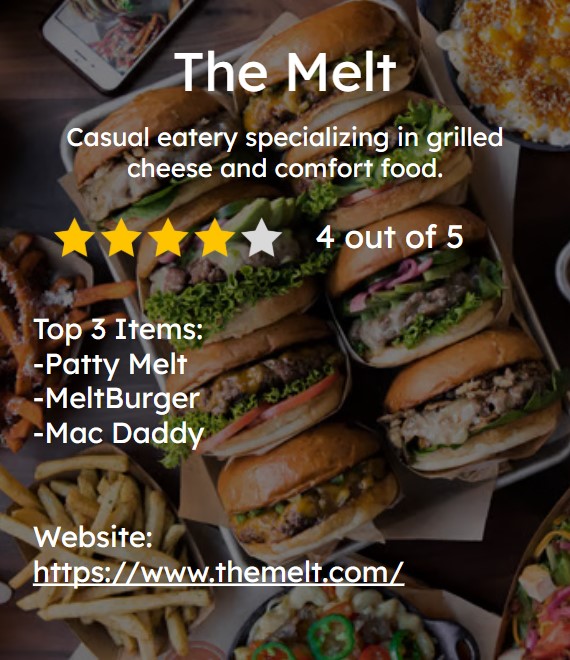 The Melt
Casual eatery specializing in grilled
cheese and comfort food.
4 out of 5
Top 3 Items:
-Patty Melt
-MeltBurger
-Mac Daddy
Website:
https://www.themelt.com/